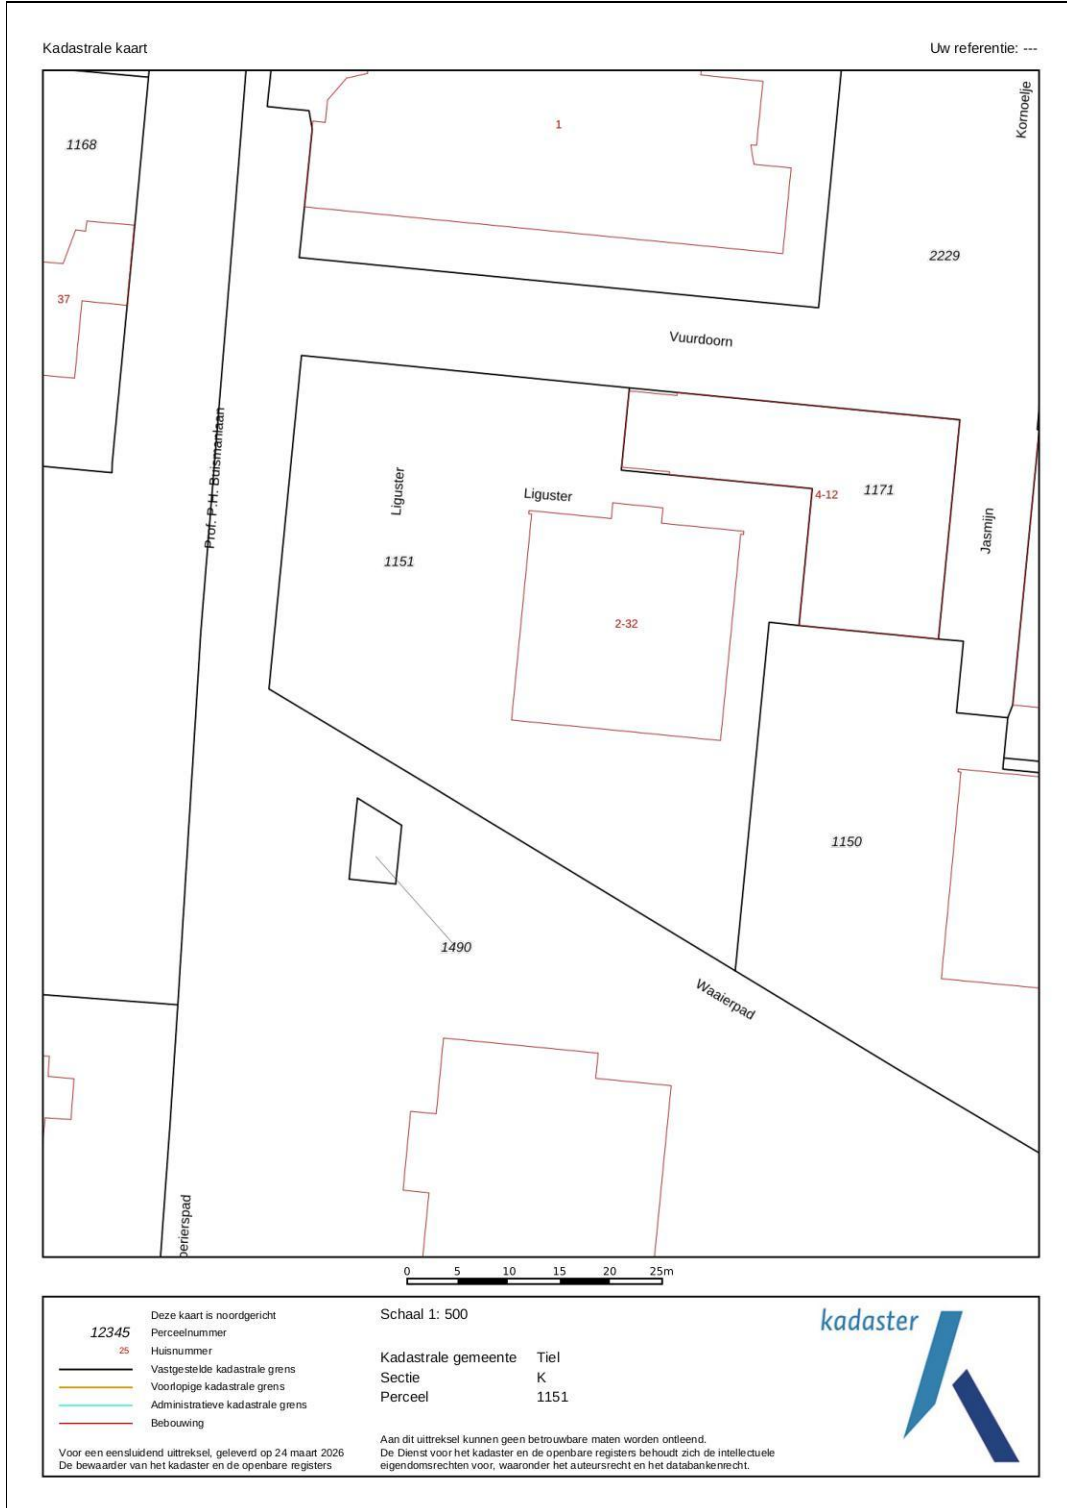 Kadastrale kaart
Uw referentie: ---
Kornoelje
1
1168
2229
37
Vuurdoorn
Prof. P.H. Buismanlaan
Liguster
Liguster
4-12
1171
Jasmijn
1151
2-32
1150
1490
Waaierpad
perierspad
0 5 10 15 20 25m
Deze kaart is noordgericht
12345 Perceelnummer
25 Huisnummer
Vastgestelde kadastrale grens
Voorlopige kadastrale grens
Administratieve kadastrale grens
Bebouwing
Voor een eensluidend uittreksel, geleverd op 24 maart 2026
De bewaarder van het kadaster en de openbare registers
Schaal 1: 500
Kadastrale gemeente Tiel
Sectie K
Perceel 1151
Aan dit uittreksel kunnen geen betrouwbare maten worden ontleend.
De Dienst voor het kadaster en de openbare registers behoudt zich de intellectuele
eigendomsrechten voor, waaronder het auteursrecht en het databankenrecht.
kadaster